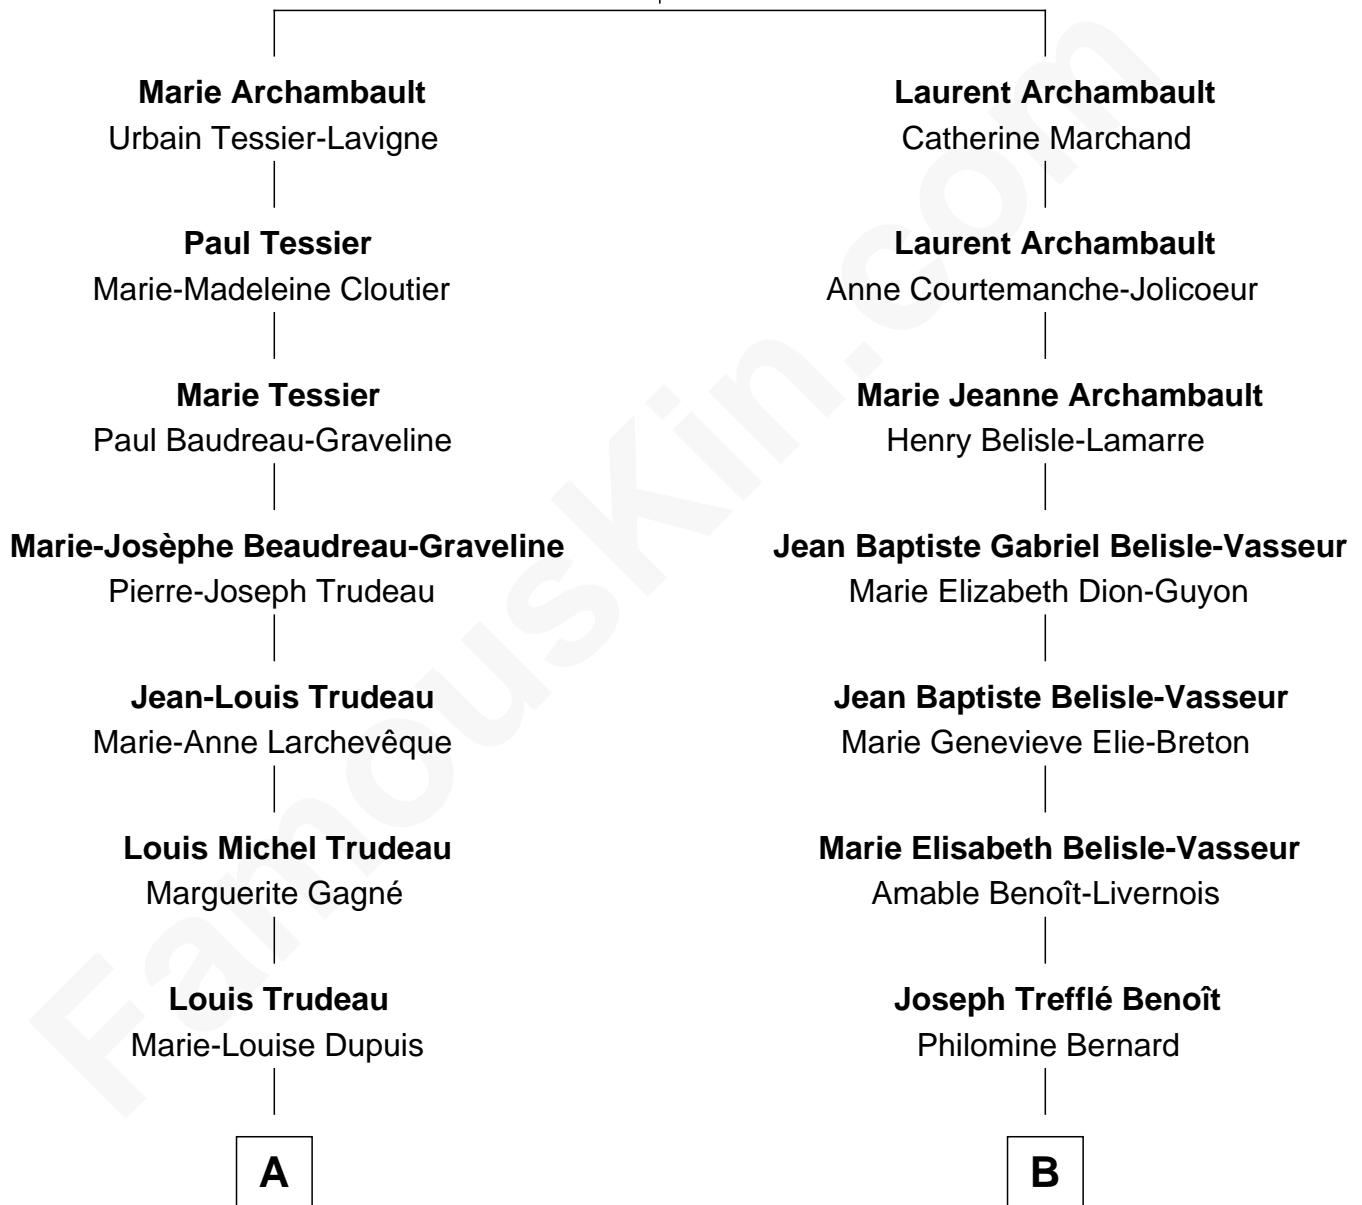 Marie Archambault
Urbain Tessier-Lavigne
Paul Tessier
Marie-Madeleine Cloutier
Marie Tessier
Paul Baudreau-Graveline
Marie-Josèphe Beaudreau-Graveline
Pierre-Joseph Trudeau
Jean-Louis Trudeau
Marie-Anne Larchevêque
Louis Michel Trudeau
Marguerite Gagné
Louis Trudeau
Marie-Louise Dupuis
A
Laurent Archambault
Catherine Marchand
Laurent Archambault
Anne Courtemanche-Jolicoeur
Marie Jeanne Archambault
Henry Belisle-Lamarre
Jean Baptiste Gabriel Belisle-Vasseur
Marie Elizabeth Dion-Guyon
Jean Baptiste Belisle-Vasseur
Marie Genevieve Elie-Breton
Marie Elisabeth Belisle-Vasseur
Amable Benoît-Livernois
Joseph Trefflé Benoît
Philomine Bernard
B
FamousKin.com